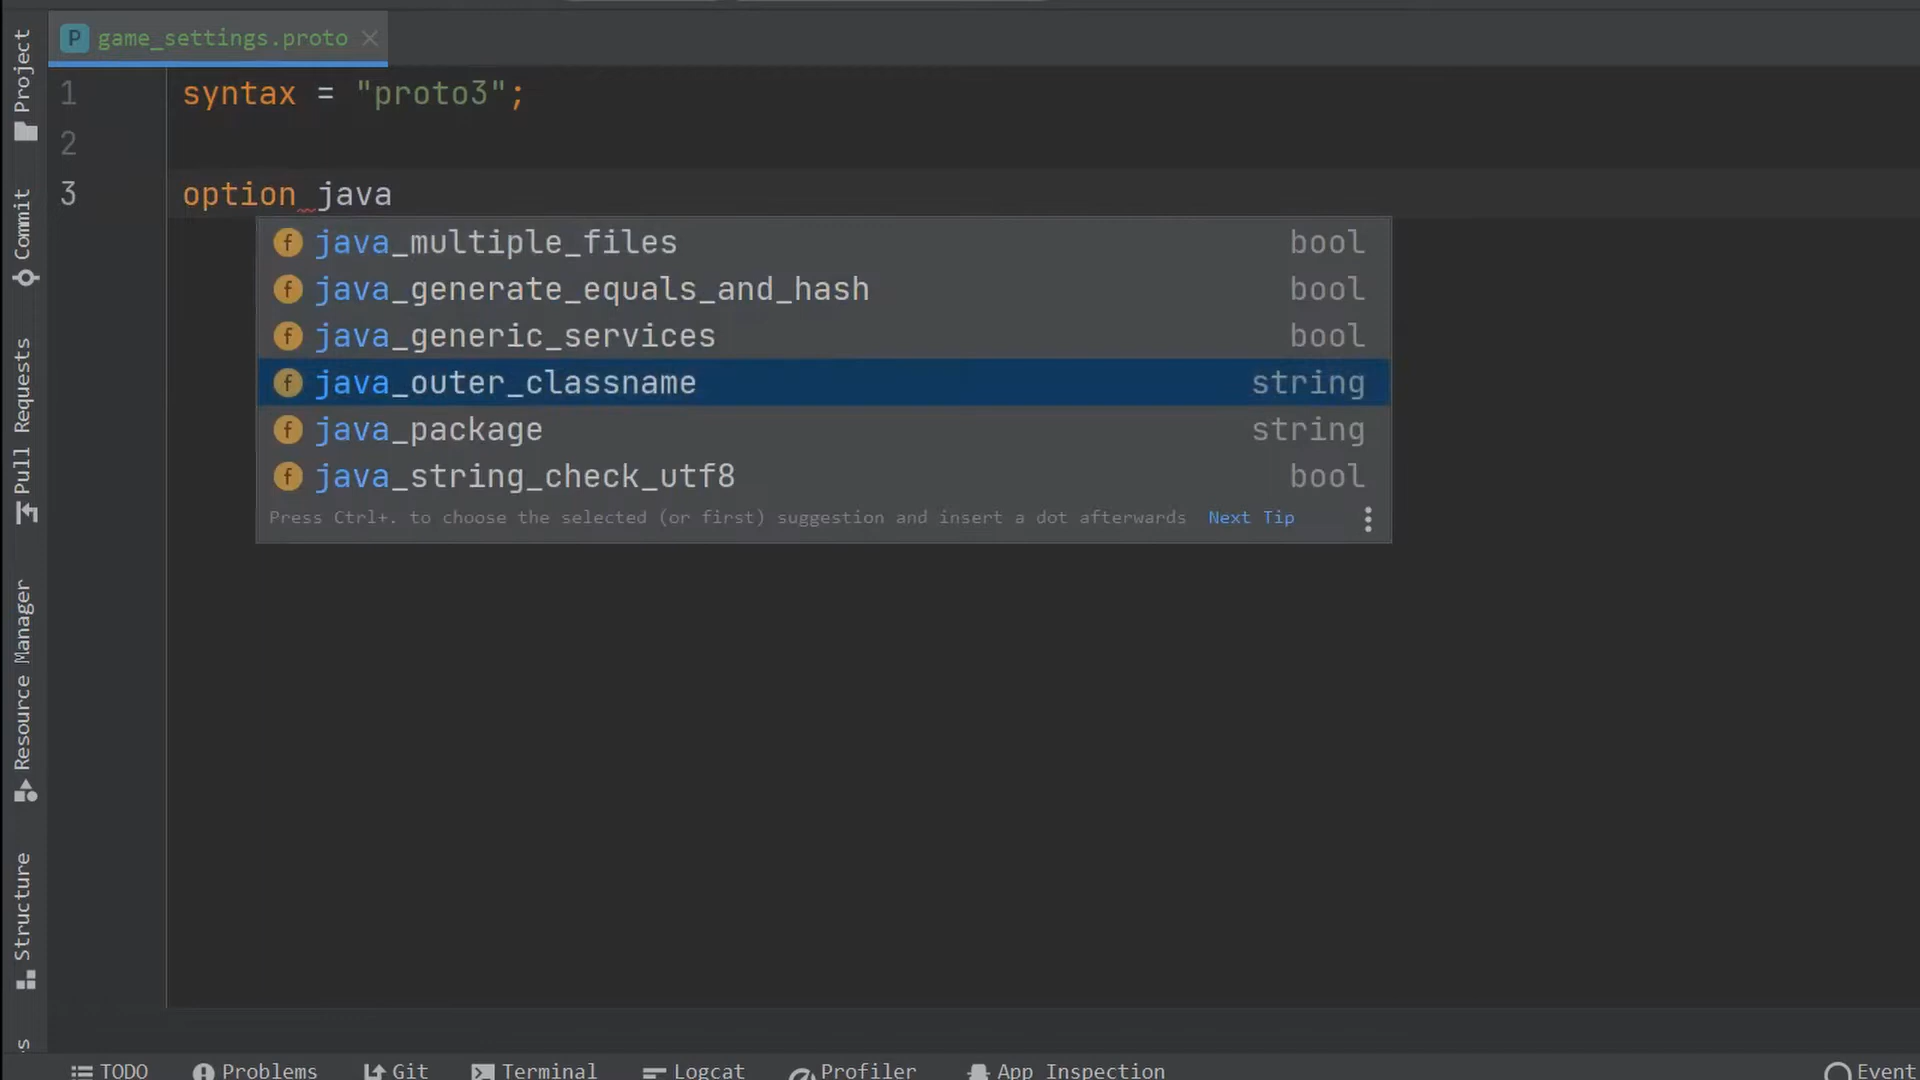 P game_settings.proto
1 syntax = "proto3";
2
3 option java
f java_multiple_files bool
f java_generate_equals_and_hash bool
f java_generic_services bool
f java_outer_classname string
f java_package string
f java_string_check_utf8 bool
Press Ctrl+. to choose the selected (or first) suggestion and insert a dot afterwards Next Tip
Project
Commit
Pull Requests
Resource Manager
Structure
TODO Problems Git Terminal Logcat Profiler App Inspection Event